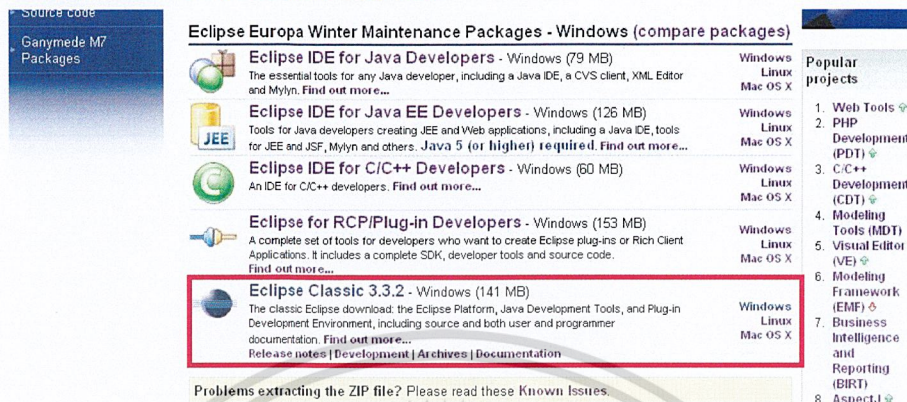 Source code
Ganymede M7
Packages
Eclipse Europa Winter Maintenance Packages - Windows (compare packages)
Eclipse IDE for Java Developers - Windows (79 MB)
The essential tools for any Java developer, including a Java IDE, a CVS client, XML Editor
and Mylyn. Find out more...
Windows
Linux
Mac OS X
Eclipse IDE for Java EE Developers - Windows (126 MB)
Tools for Java developers creating JEE and Web applications, including a Java IDE, tools
for JEE and JSF, Mylyn and others. Java 5 (or higher) required. Find out more...
JEE
Windows
Linux
Mac OS X
Eclipse IDE for C/C++ Developers - Windows (60 MB)
An IDE for C/C++ developers. Find out more...
Windows
Linux
Mac OS X
Eclipse for RCP/Plug-in Developers - Windows (153 MB)
A complete set of tools for developers who want to create Eclipse plug-ins or Rich Client
Applications. It includes a complete SDK, developer tools and source code.
Find out more...
Windows
Linux
Mac OS X
Eclipse Classic 3.3.2 - Windows (141 MB)
The classic Eclipse download: the Eclipse Platform, Java Development Tools, and Plug-in
Development Environment, including source and both user and programmer
documentation. Find out more...
Release notes | Development | Archives | Documentation
Windows
Linux
Mac OS X
Problems extracting the ZIP file? Please read these Known Issues.
Popular
projects
1. Web Tools
2. PHP
Development
(PDT)
3. C/C++
Development
(CDT)
4. Modeling
Tools (MDT)
5. Visual Editor
(VE)
6. Modeling
Framework
(EMF)
7. Business
Intelligence
and
Reporting
(BIRT)
8. AspectJ